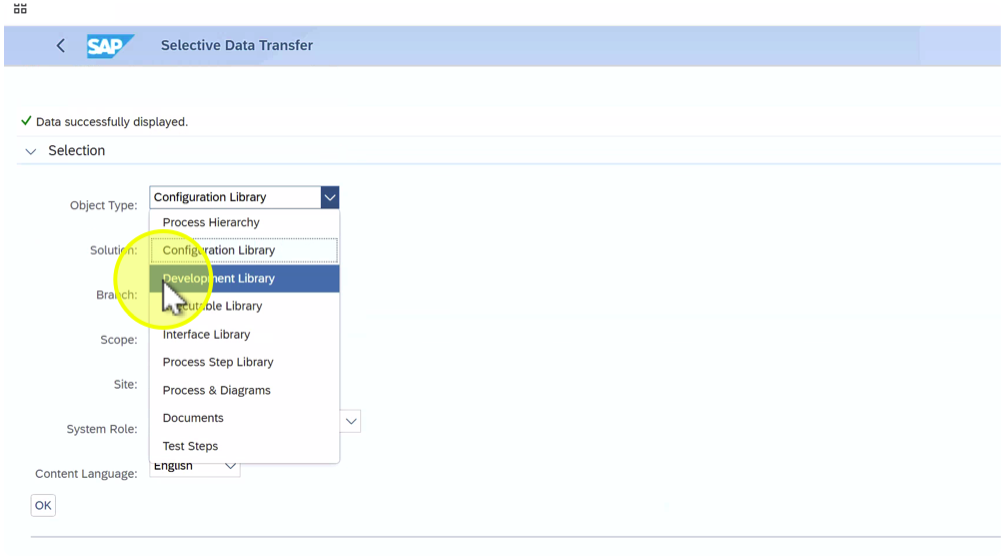 SAP Selective Data Transfer
Data successfully displayed.
Selection
Object Type: Configuration Library
Process Hierarchy
Solution: Configuration Library
Development Library
Branch:
Executable Library
Scope: Interface Library
Process Step Library
Site: Process & Diagrams
Documents
System Role:
Test Steps
Content Language: English
OK